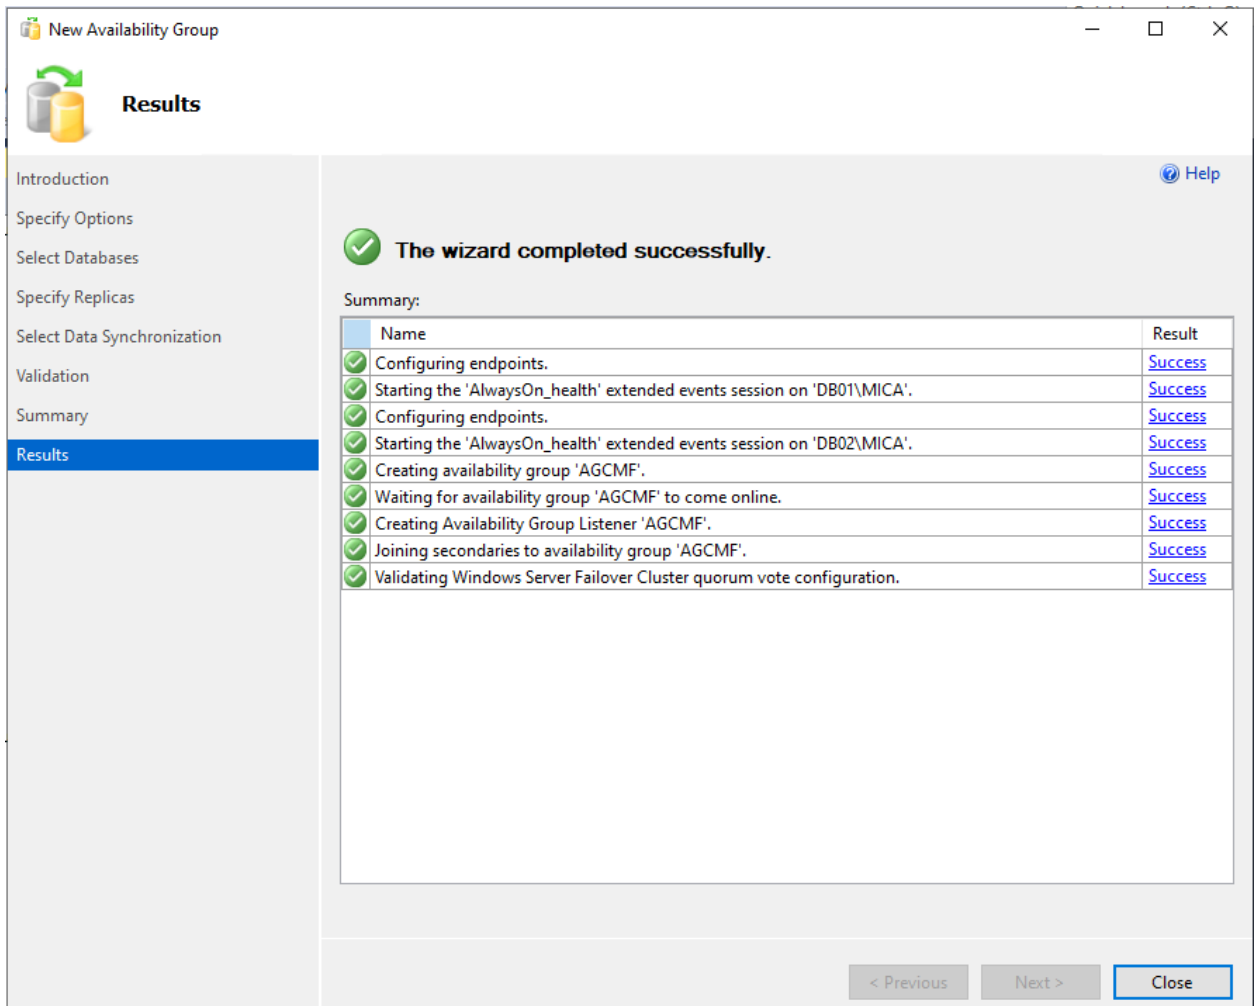 New Availability Group
Results
Introduction
Specify Options
Select Databases
Specify Replicas
Select Data Synchronization
Validation
Summary
Results
Help
The wizard completed successfully.
Summary:
Name Result
Configuring endpoints. Success
Starting the 'AlwaysOn_health' extended events session on 'DB01\MICA'. Success
Configuring endpoints. Success
Starting the 'AlwaysOn_health' extended events session on 'DB02\MICA'. Success
Creating availability group 'AGCMF'. Success
Waiting for availability group 'AGCMF' to come online. Success
Creating Availability Group Listener 'AGCMF'. Success
Joining secondaries to availability group 'AGCMF'. Success
Validating Windows Server Failover Cluster quorum vote configuration. Success
< Previous Next > Close